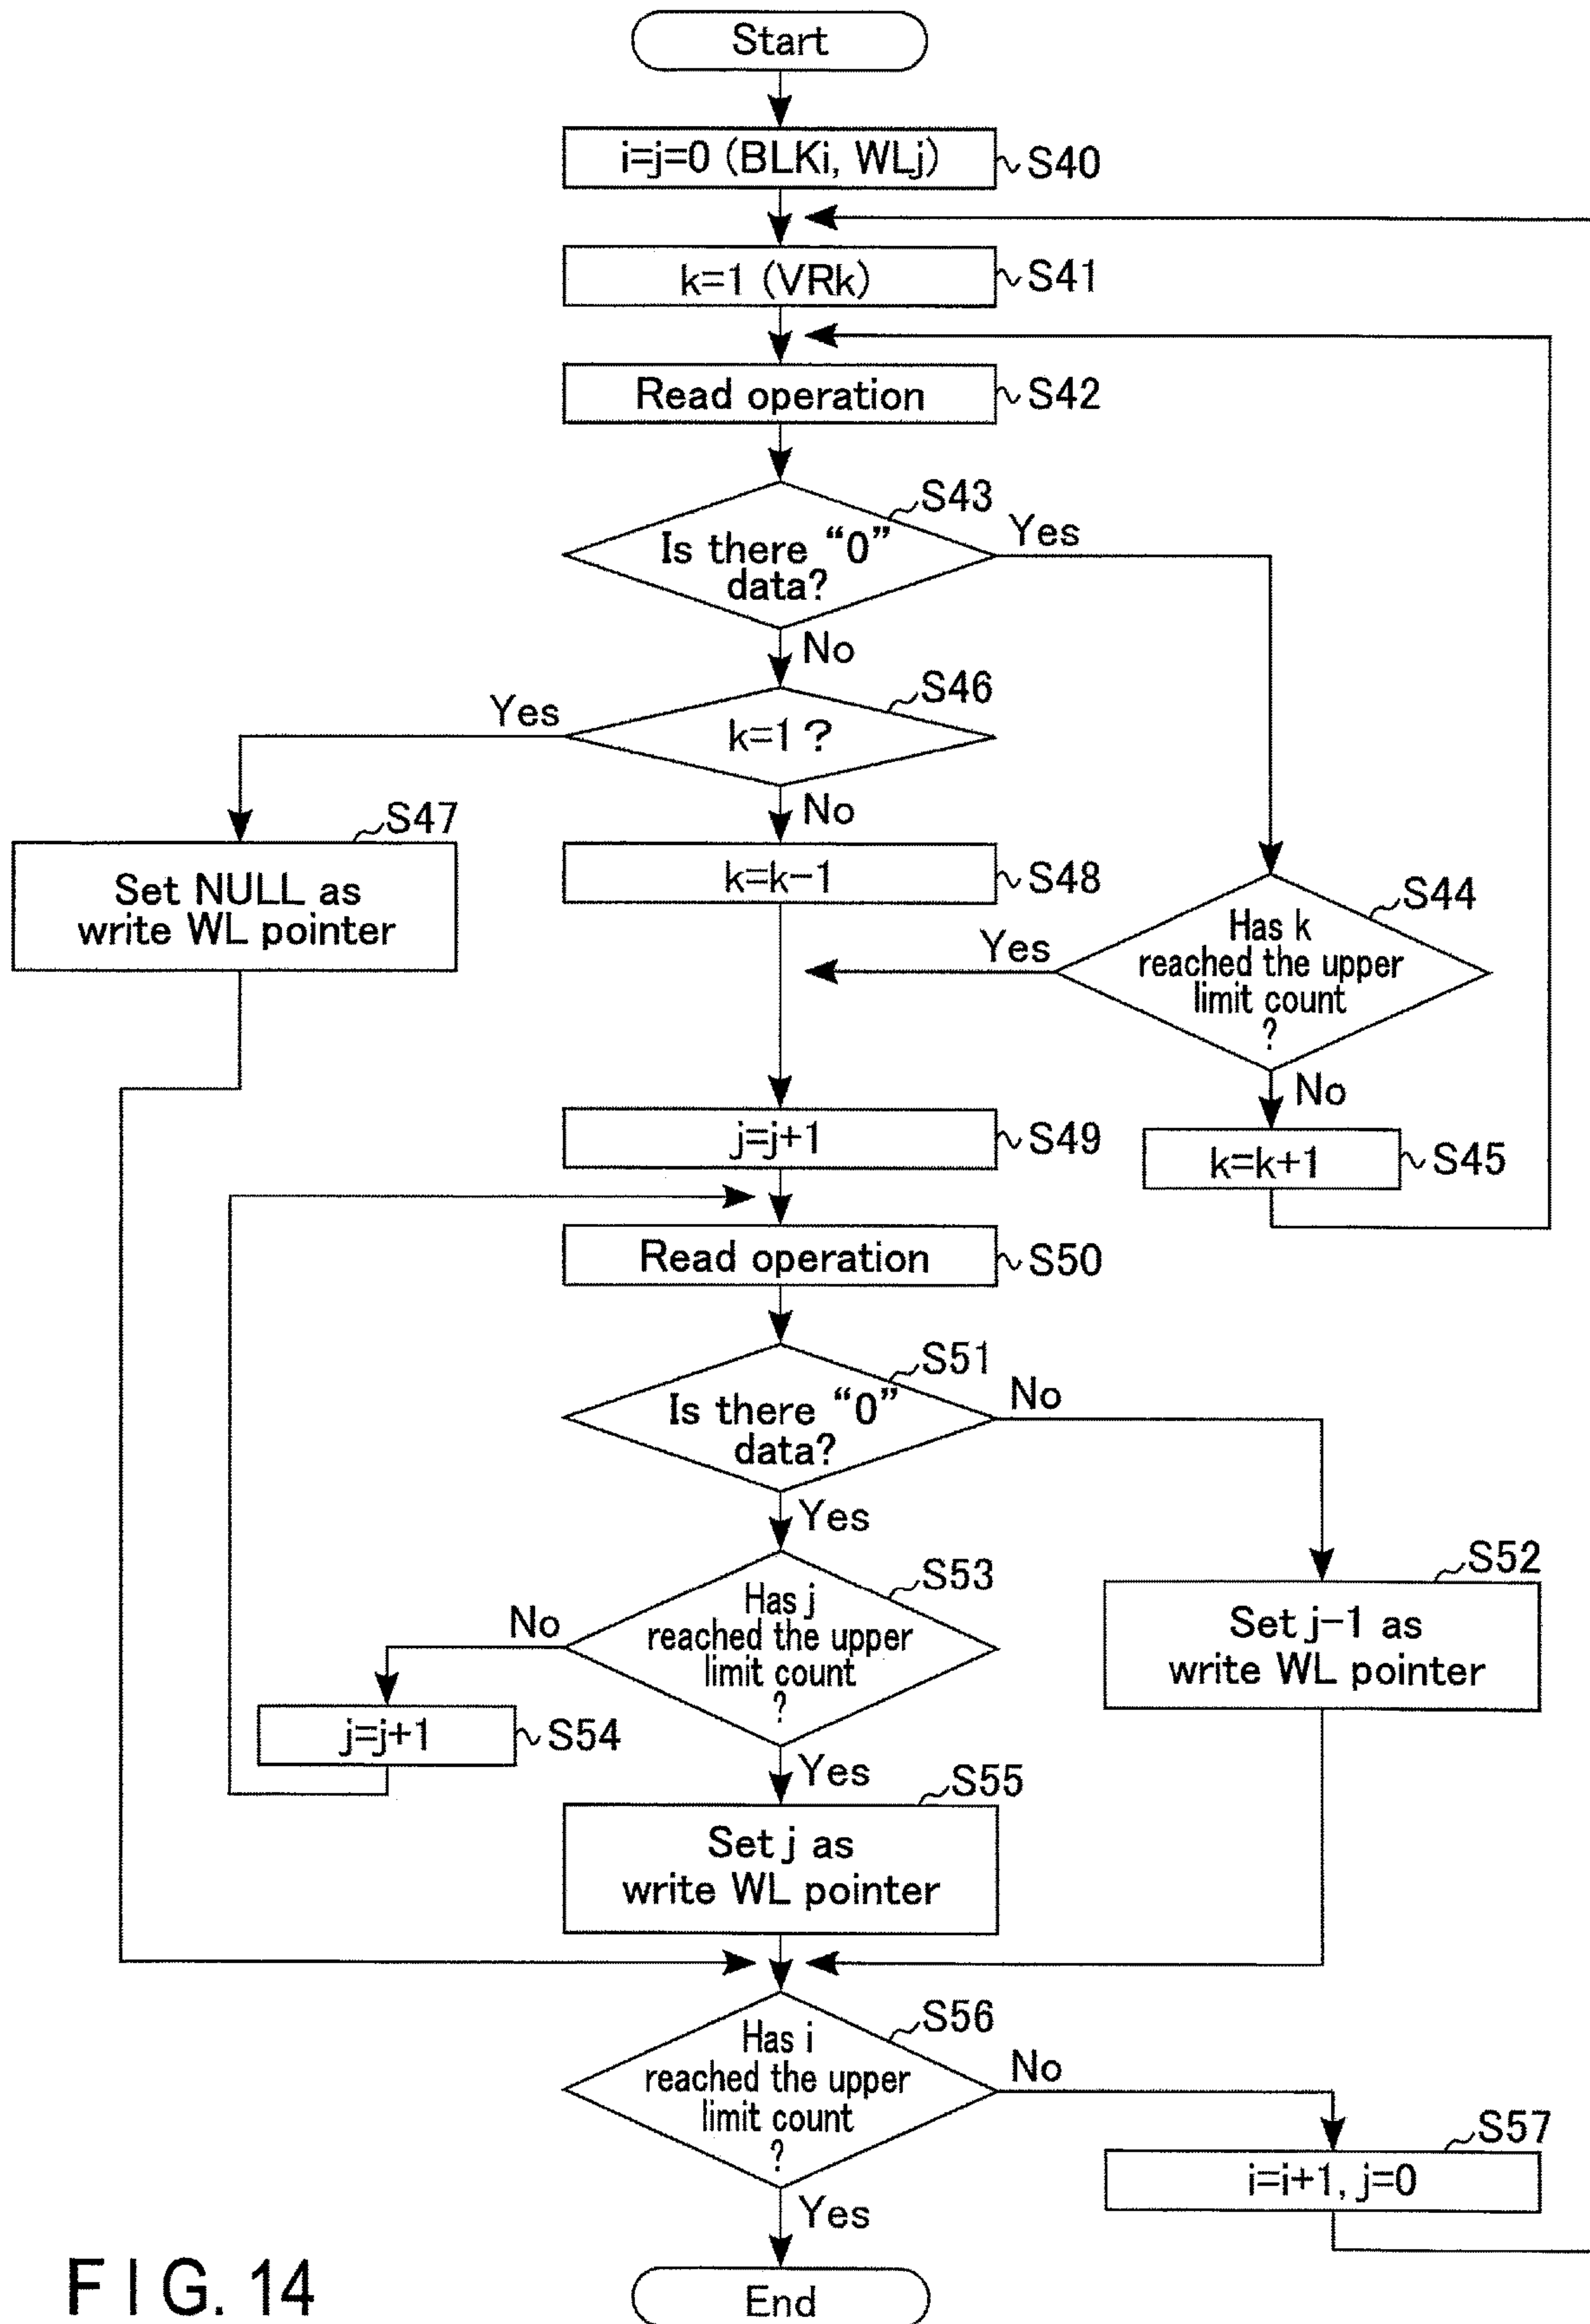 Start
i=j=0 (BLKi, WLj)
S40
k=1 (VRk)
S41
Read operation
S42
S43
Is there “0”
data?
Yes
No
S46
k=1 ?
Yes
No
S47
Set NULL as
write WL pointer
k=k-1
S48
S44
Has k
reached the upper
limit count
?
Yes
No
j=j+1
S49
k=k+1
S45
Read operation
S50
S51
Is there “0”
data?
No
Yes
S52
Set j-1 as
write WL pointer
S53
Has j
reached the upper
limit count
?
No
j=j+1
S54
Yes
S55
Set j as
write WL pointer
S56
Has i
reached the upper
limit count
?
No
S57
i=i+1, j=0
Yes
End
FIG. 14